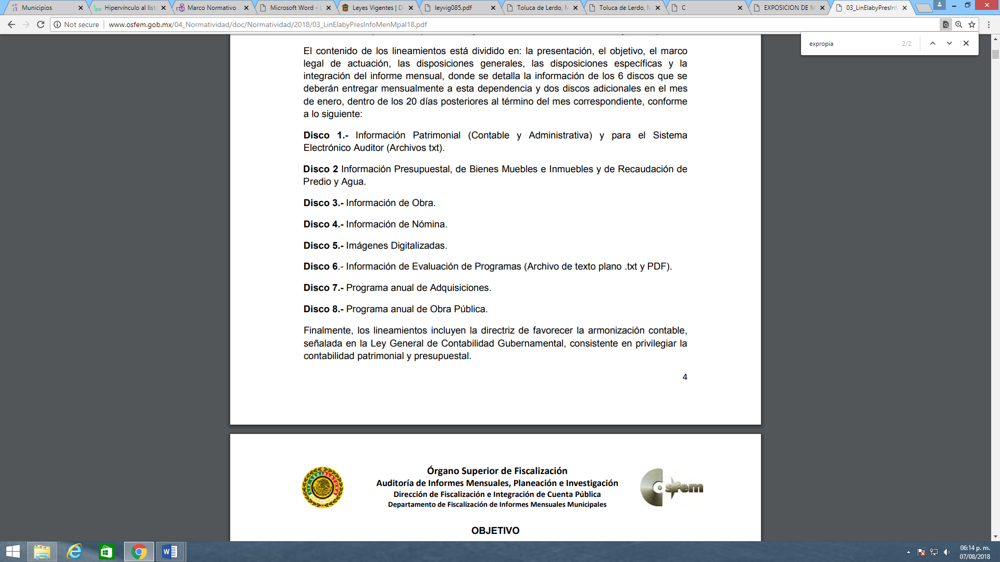 Municipios
Hipervínculo al list
Marco Normativo
Microsoft Word - L
Leyes Vigentes | D
leyvig085.pdf
Toluca de Lerdo, M
Toluca de Lerdo, M
C
EXPOSICION DE M
03_LinElabyPresInf
Not secure
www.osfem.gob.mx/04_Normatividad/doc/Normatividad/2018/03_LinElabyPresInfoMenMpal18.pdf
expropia
2/2
El contenido de los lineamientos está dividido en: la presentación, el objetivo, el marco
legal de actuación, las disposiciones generales, las disposiciones específicas y la
integración del informe mensual, donde se detalla la información de los 6 discos que se
deberán entregar mensualmente a esta dependencia y dos discos adicionales en el mes
de enero, dentro de los 20 días posteriores al término del mes correspondiente, conforme
a lo siguiente:
Disco 1.- Información Patrimonial (Contable y Administrativa) y para el Sistema
Electrónico Auditor (Archivos txt).
Disco 2 Información Presupuestal, de Bienes Muebles e Inmuebles y de Recaudación de
Predio y Agua.
Disco 3.- Información de Obra.
Disco 4.- Información de Nómina.
Disco 5.- Imágenes Digitalizadas.
Disco 6.- Información de Evaluación de Programas (Archivo de texto plano .txt y PDF).
Disco 7.- Programa anual de Adquisiciones.
Disco 8.- Programa anual de Obra Pública.
Finalmente, los lineamientos incluyen la directriz de favorecer la armonización contable,
señalada en la Ley General de Contabilidad Gubernamental, consistente en privilegiar la
contabilidad patrimonial y presupuestal.
4
Órgano Superior de Fiscalización
Auditoría de Informes Mensuales, Planeación e Investigación
Dirección de Fiscalización e Integración de Cuenta Pública
Departamento de Fiscalización de Informes Mensuales Municipales
LIX LEGISLATURA
osfem
OBJETIVO
06:14 p. m.
07/08/2018